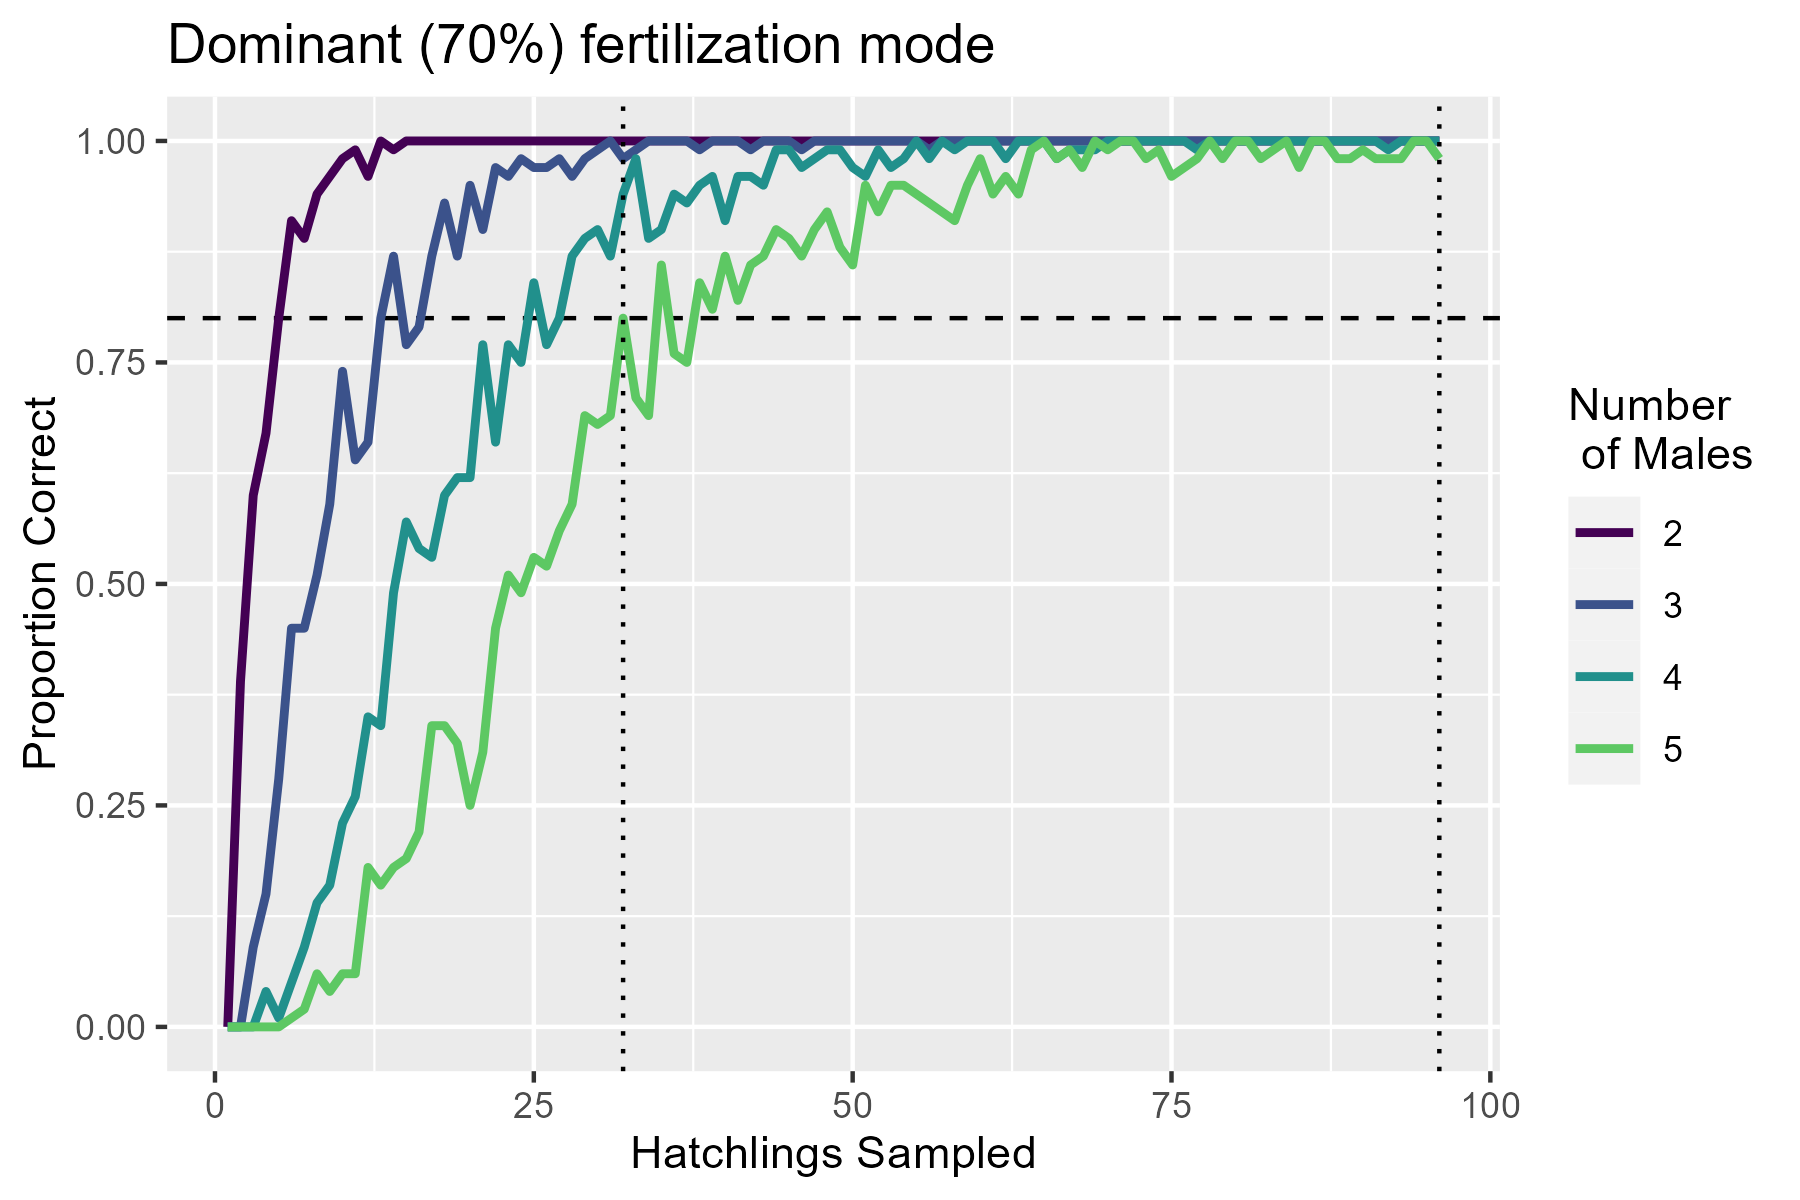 Dominant (70%) fertilization mode
1.00
0.75
0.50
0.25
0.00
Proportion Correct
0 25 50 75 100
Hatchlings Sampled
Number
of Males
2
3
4
5